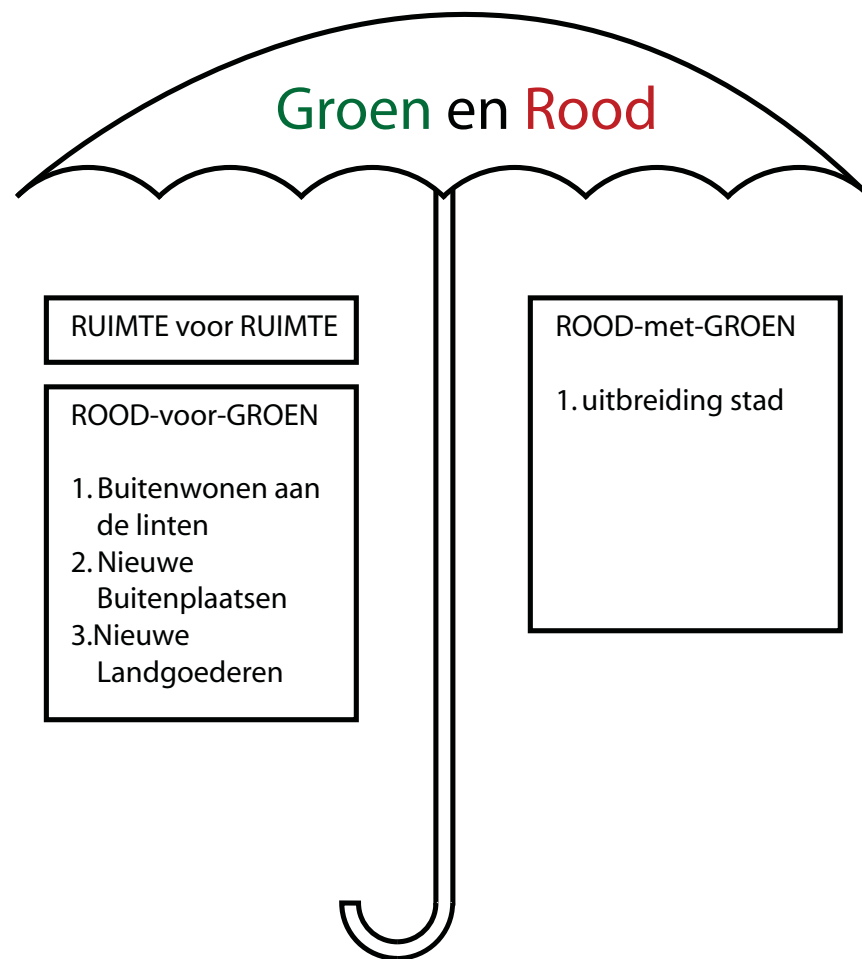 Groen en Rood
RUIMTE voor RUIMTE
ROOD-voor-GROEN
1. Buitenwonen aan
de linten
2. Nieuwe
Buitenplaatsen
3.Nieuwe
Landgoederen
ROOD-met-GROEN
1. uitbreiding stad